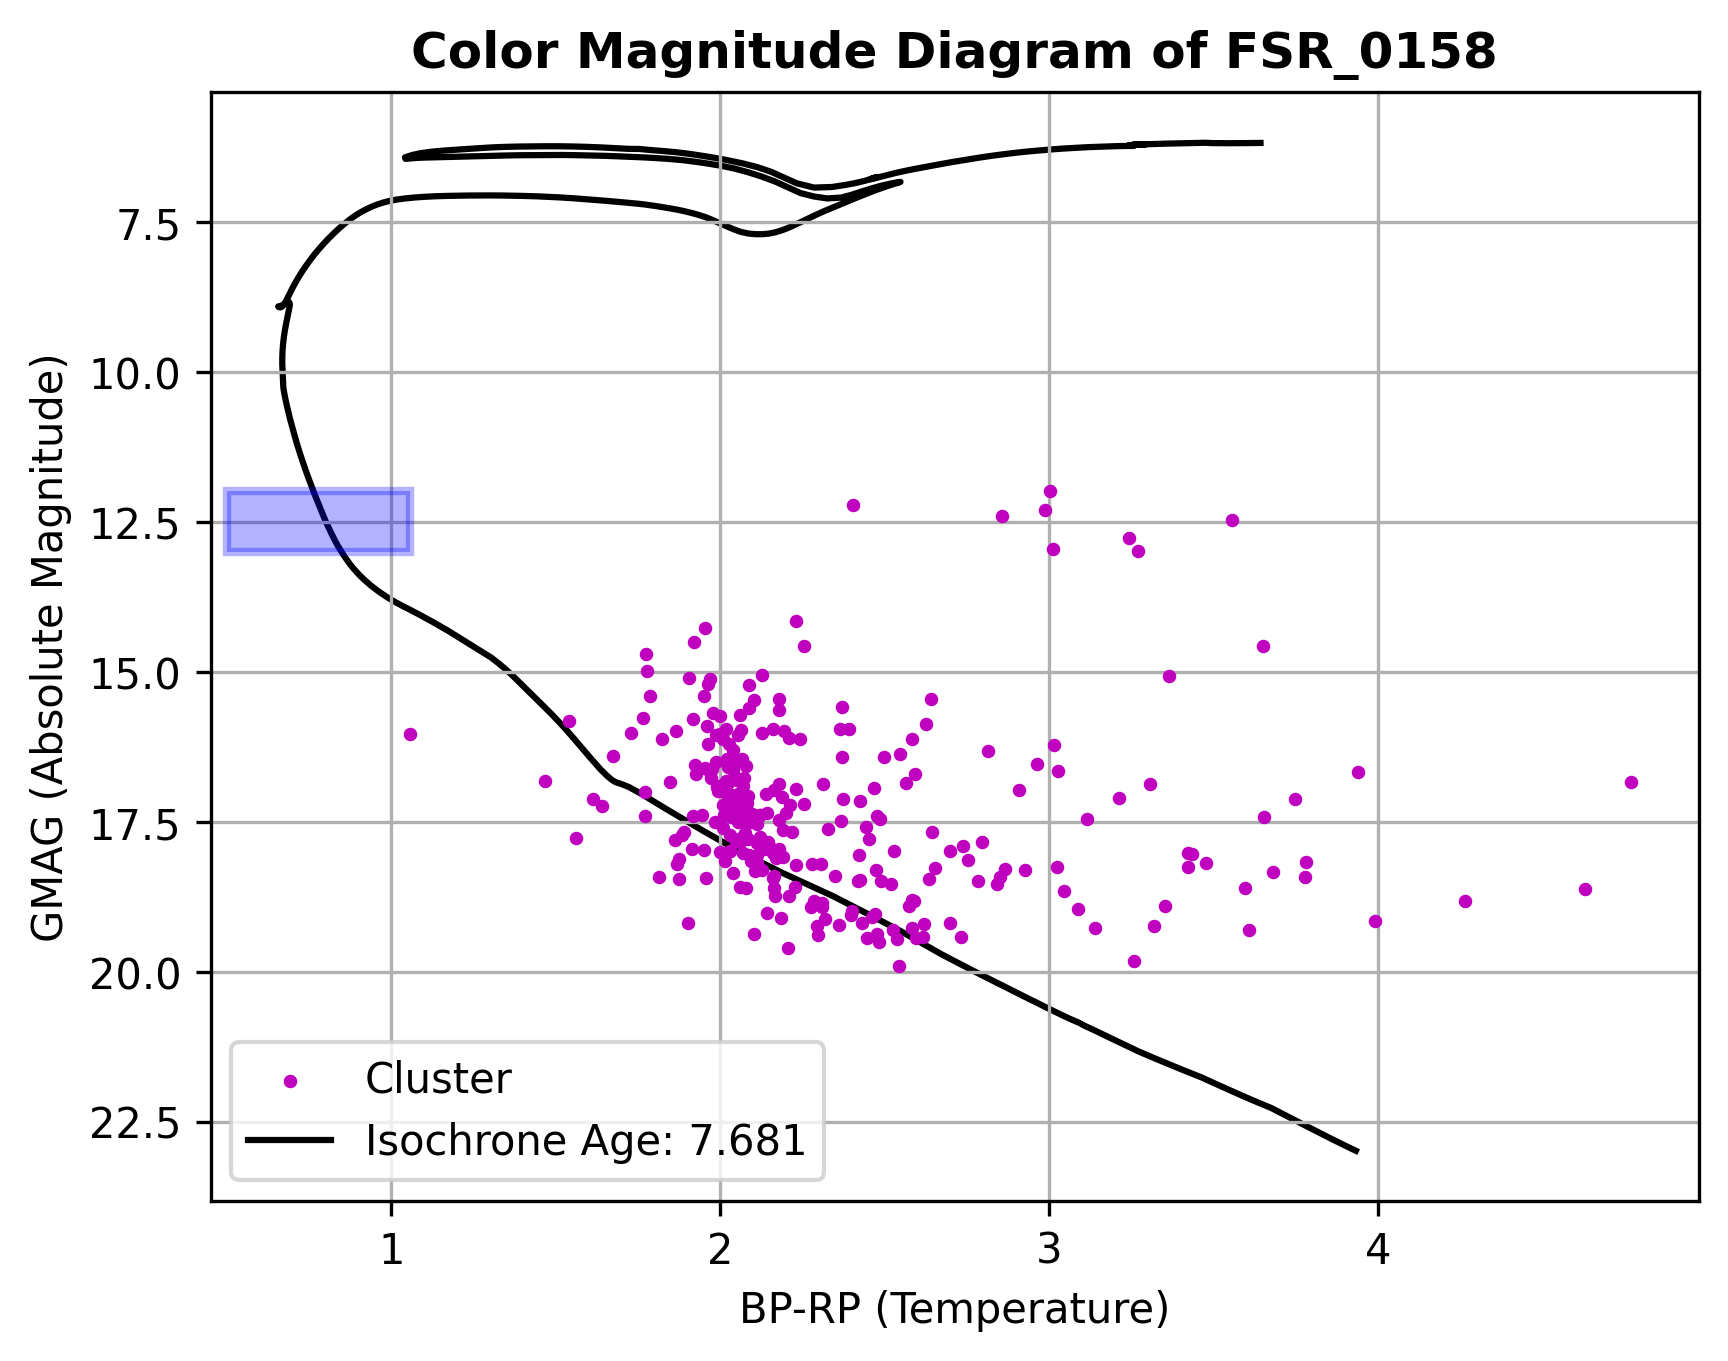 Color Magnitude Diagram of FSR_0158
GMAG (Absolute Magnitude)
7.5
10.0
12.5
15.0
17.5
20.0
22.5
Cluster
Isochrone Age: 7.681
1 2 3 4
BP-RP (Temperature)